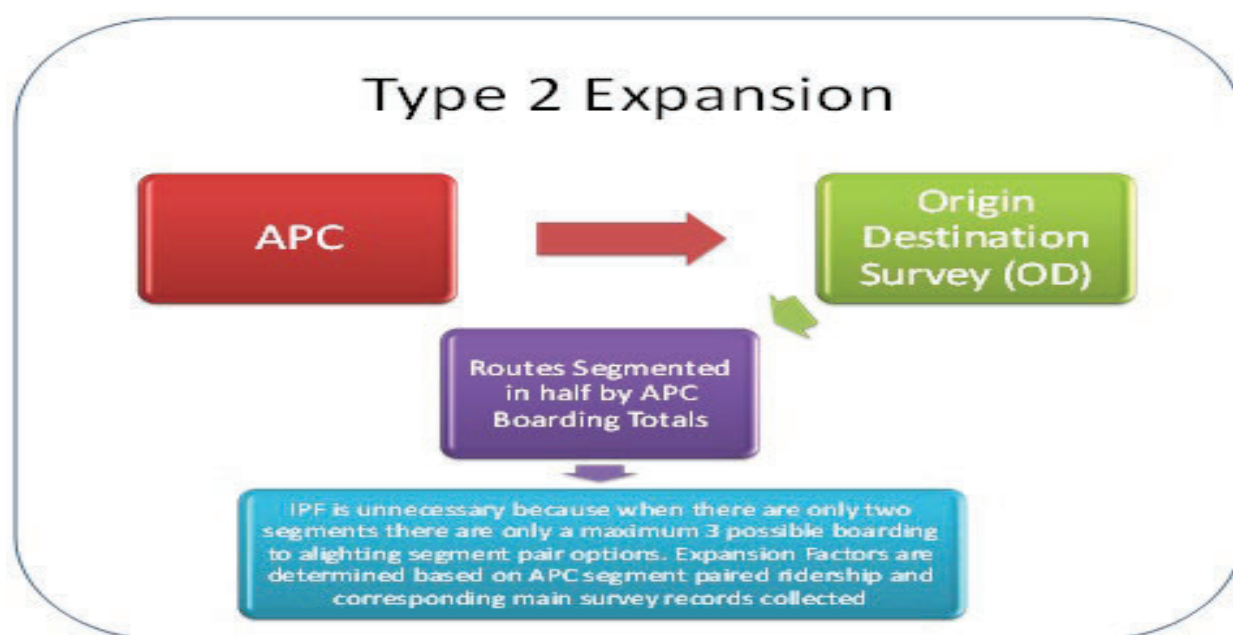 Type 2 Expansion
APC
Origin
Destination
Survey (OD)
Routes Segmented
in half by APC
Boarding Totals
IPF is unnecessary because when there are only two
segments there are only a maximum 3 possible boarding
to alighting segment pair options. Expansion Factors are
determined based on APC segment paired ridership and
corresponding main survey records collected